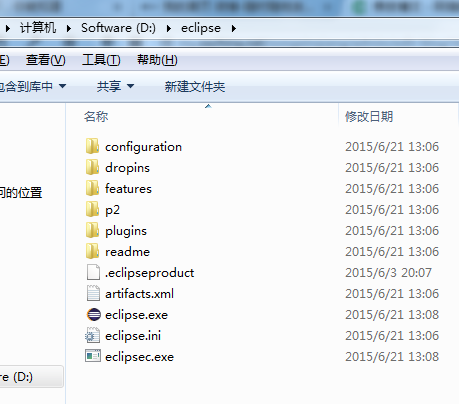 计算机 Software (D:) eclipse
(E) 查看(V) 工具(T) 帮助(H)
包含到库中 共享 新建文件夹
名称 修改日期
configuration 2015/6/21 13:06
dropins 2015/6/21 13:06
features 2015/6/21 13:06
问的位置
p2 2015/6/21 13:06
plugins 2015/6/21 13:06
readme 2015/6/21 13:06
.eclipseproduct 2015/6/3 20:07
artifacts.xml 2015/6/21 13:06
eclipse.exe 2015/6/21 13:08
eclipse.ini 2015/6/21 13:06
eclipsec.exe 2015/6/21 13:08
re (D:)